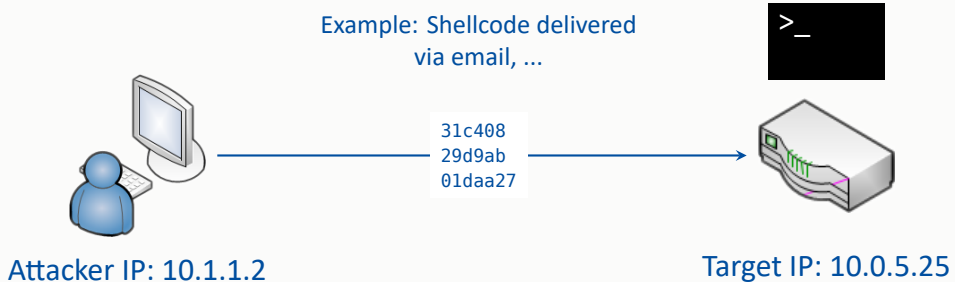 Example: Shellcode delivered
via email, ...
>_
31c408
29d9ab
01daa27
Attacker IP: 10.1.1.2
Target IP: 10.0.5.25